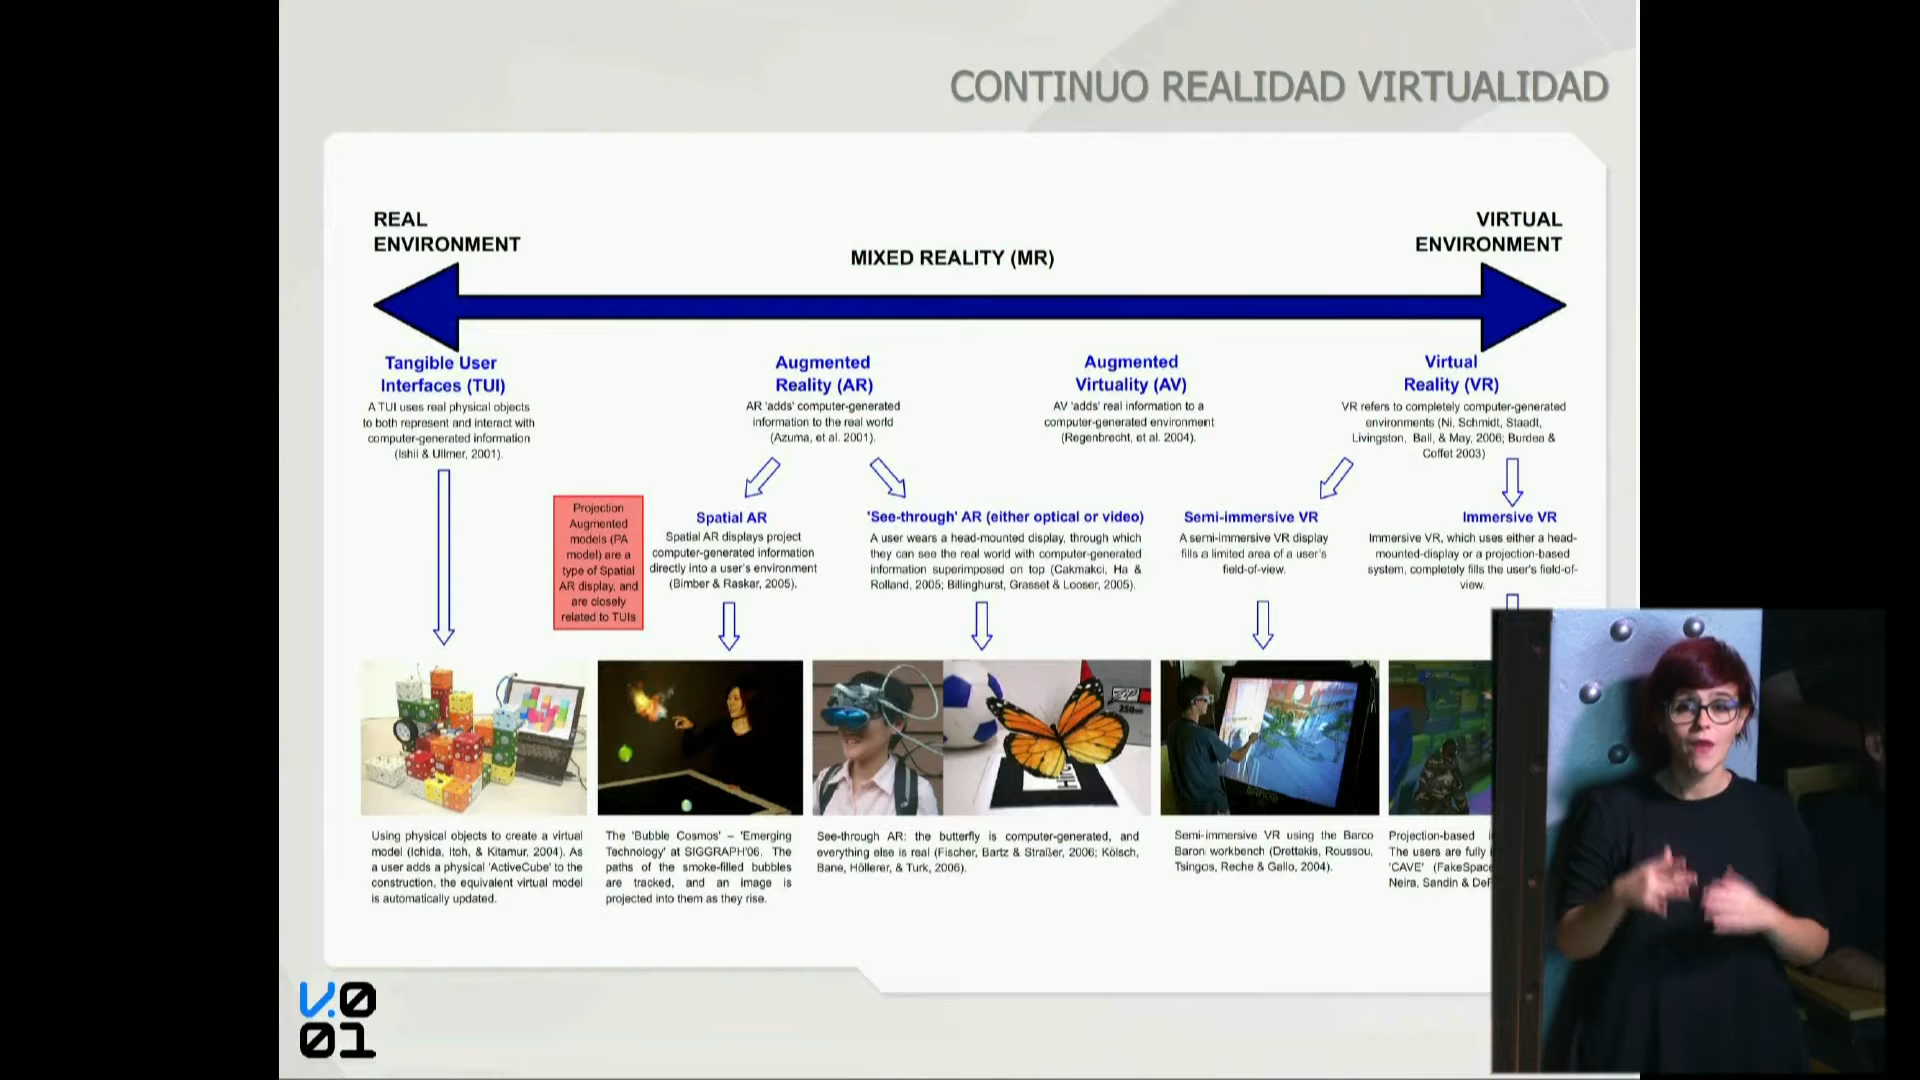 CONTINUO REALIDAD VIRTUALIDAD
REAL
ENVIRONMENT
MIXED REALITY (MR)
VIRTUAL
ENVIRONMENT
Tangible User
Interfaces (TUI)
A TUI uses real physical objects
to both represent and interact with
computer-generated information
(Ishii & Ullmer, 2001).
Augmented
Reality (AR)
AR 'adds' computer-generated
information to the real world
(Azuma, et al. 2001).
Augmented
Virtuality (AV)
AV 'adds' real information to a
computer-generated environment
(Regenbrecht, et al. 2004).
Virtual
Reality (VR)
VR refers to completely computer-generated
environments (Ni, Schmidt, Staadt,
Livingston, Ball, & May, 2006; Burdea &
Coffet 2003)
Projection
Augmented
models (PA
model) are a
type of Spatial
AR display, and
are closely
related to TUIs
Spatial AR
Spatial AR displays project
computer-generated information
directly into a user's environment
(Bimber & Raskar, 2005).
'See-through' AR (either optical or video)
A user wears a head-mounted display, through which
they can see the real world with computer-generated
information superimposed on top (Cakmakci, Ha &
Rolland, 2005; Billinghurst, Grasset & Looser, 2005).
Semi-immersive VR
A semi-immersive VR display
fills a limited area of a user's
field-of-view.
Immersive VR
Immersive VR, which uses either a head-
mounted-display or a projection-based
system, completely fills the user's field-of-
view.
Using physical objects to create a virtual
model (Ichida, Itoh, & Kitamur, 2004). As
a user adds a physical 'ActiveCube' to the
construction, the equivalent virtual model
is automatically updated.
The 'Bubble Cosmos' – 'Emerging
Technology' at SIGGRAPH'06. The
paths of the smoke-filled bubbles
are tracked, and an image is
projected into them as they rise.
See-through AR: the butterfly is computer-generated, and
everything else is real (Fischer, Bartz & Straßer, 2006; Kölsch,
Bane, Höllerer, & Turk, 2006).
Semi-immersive VR using the Barco
Baron workbench (Drettakis, Roussou,
Tsingos, Reche & Gallo, 2004).
Projection-based
The users are fully
'CAVE' (FakeSpace
Neira, Sandin & DeF
V.0
01